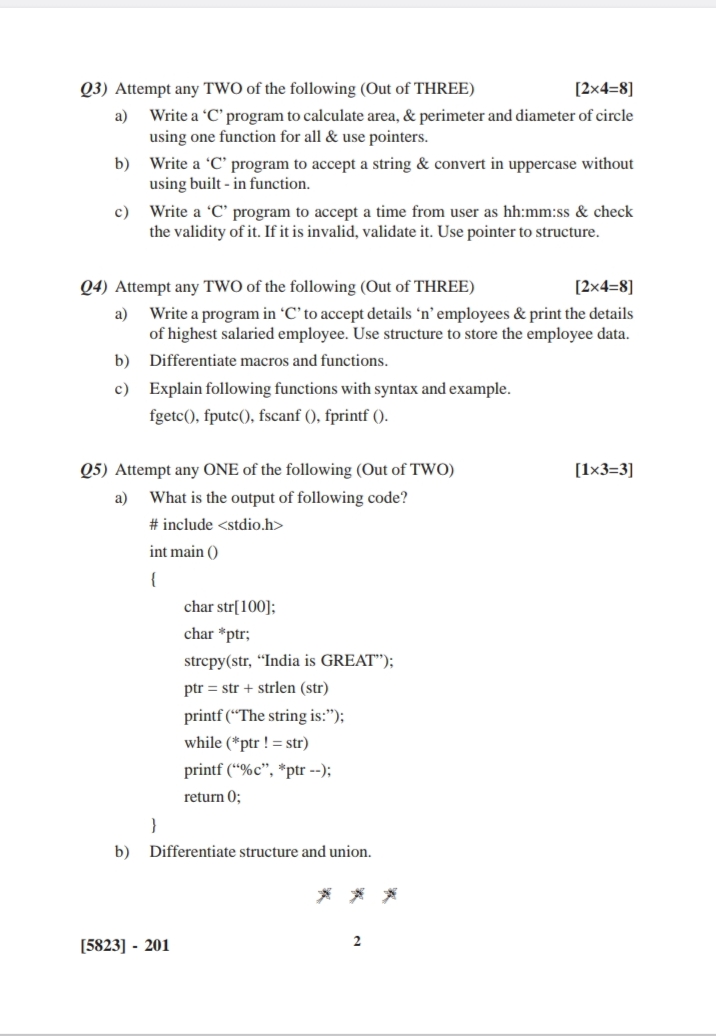 Q3) Attempt any TWO of the following (Out of THREE) [2×4=8]
a) Write a ‘C’ program to calculate area, & perimeter and diameter of circle
using one function for all & use pointers.
b) Write a ‘C’ program to accept a string & convert in uppercase without
using built - in function.
c) Write a ‘C’ program to accept a time from user as hh:mm:ss & check
the validity of it. If it is invalid, validate it. Use pointer to structure.
Q4) Attempt any TWO of the following (Out of THREE) [2×4=8]
a) Write a program in ‘C’ to accept details ‘n’ employees & print the details
of highest salaried employee. Use structure to store the employee data.
b) Differentiate macros and functions.
c) Explain following functions with syntax and example.
fgetc(), fputc(), fscanf (), fprintf ().
Q5) Attempt any ONE of the following (Out of TWO) [1×3=3]
a) What is the output of following code?
# include <stdio.h>
int main ()
{
char str[100];
char *ptr;
strcpy(str, “India is GREAT”);
ptr = str + strlen (str)
printf (“The string is:”);
while (*ptr ! = str)
printf (“%c”, *ptr --);
return 0;
}
b) Differentiate structure and union.
[5823] - 201 2